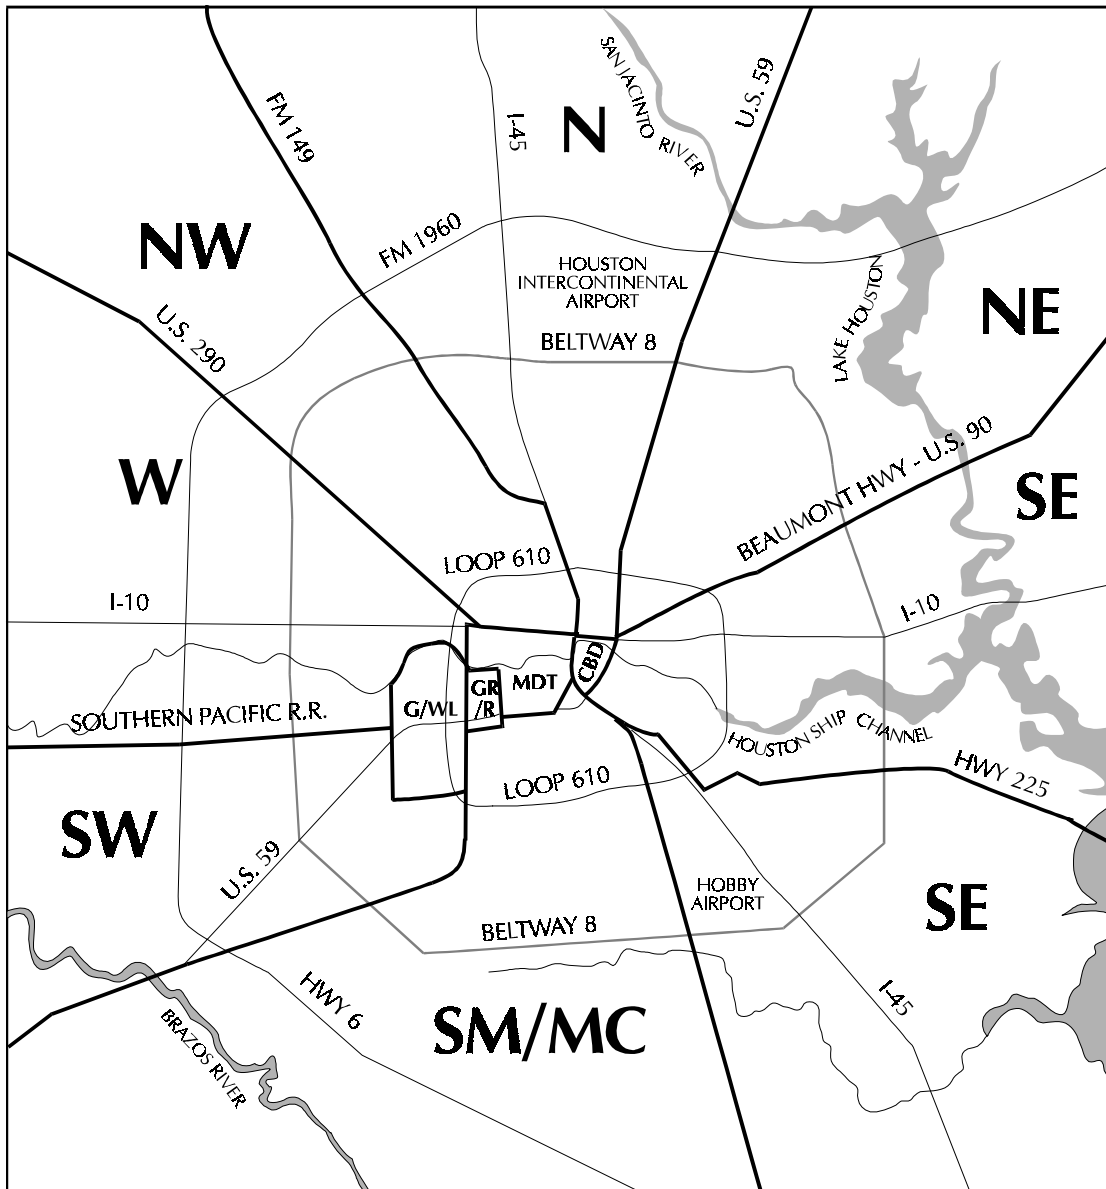 SAN JACINTO RIVER
U.S. 59
FM 149
I-45
N
NW
FM 1960
HOUSTON
INTERCONTINENTAL
AIRPORT
LAKE HOUSTON
NE
U.S. 290
BELTWAY 8
BEAUMONT HWY - U.S. 90
W
SE
LOOP 610
I-10
I-10
CBD
MDT
GR
/R
G/WL
SOUTHERN PACIFIC R.R.
HOUSTON SHIP CHANNEL
HWY 225
LOOP 610
SW
U.S. 59
HOBBY
AIRPORT
SE
BELTWAY 8
HWY 6
I-45
SM/MC
BRAZOS RIVER